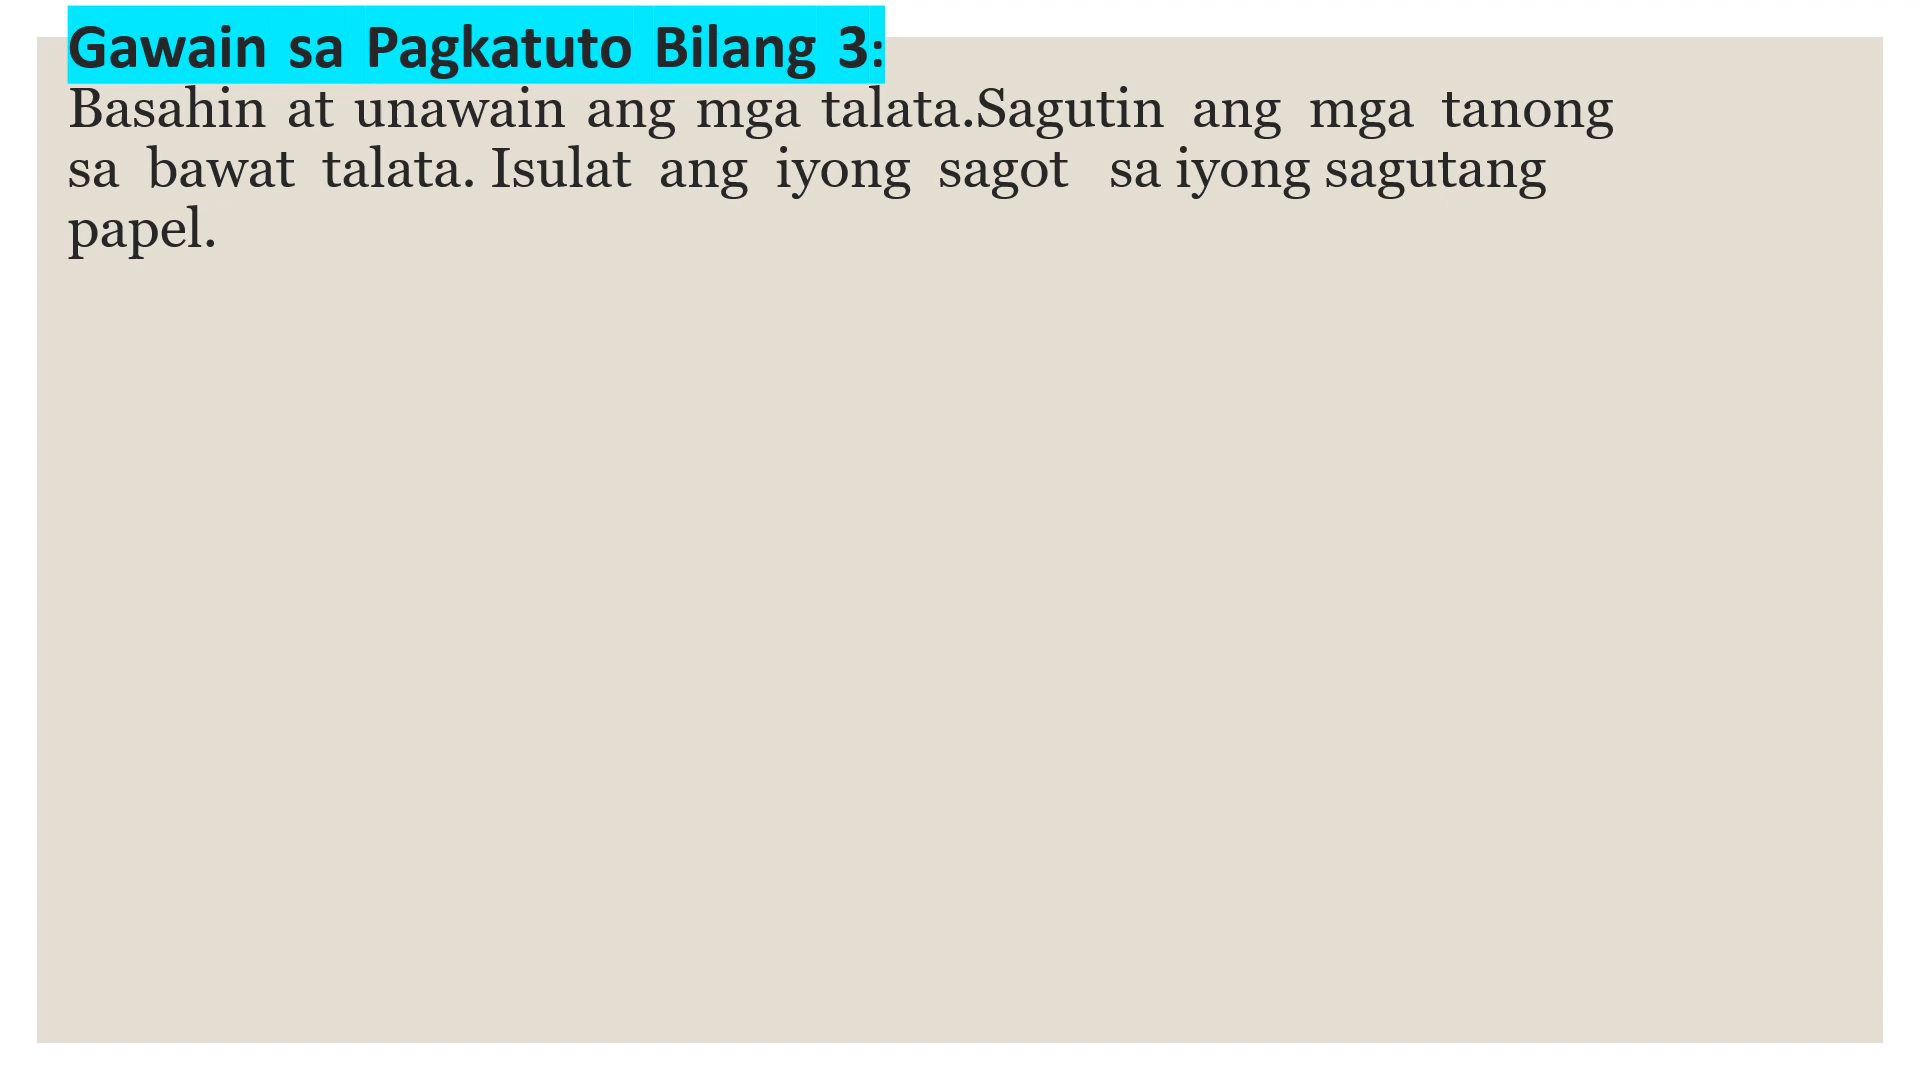 Gawain sa Pagkatuto Bilang 3:
Basahin at unawain ang mga talata.Sagutin ang mga tanong
sa bawat talata. Isulat ang iyong sagot sa iyong sagutang
papel.